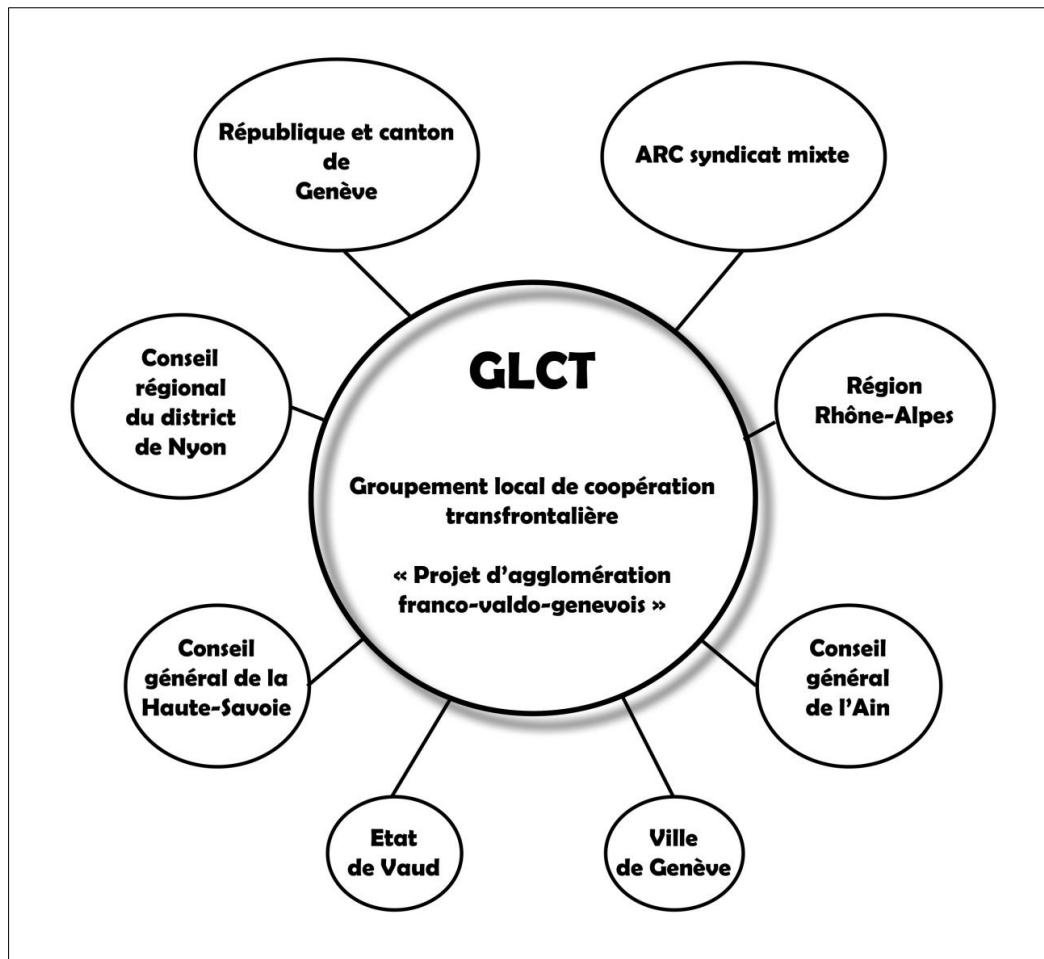 République et canton
de
Genève
ARC syndicat mixte
Conseil
régional
du district
de Nyon
GLCT
Groupement local de coopération
transfrontalière
« Projet d'agglomération
franco-valdo-genevois »
Région
Rhône-Alpes
Conseil
général de la
Haute-Savoie
Conseil
général
de l'Ain
Etat
de Vaud
Ville
de Genève